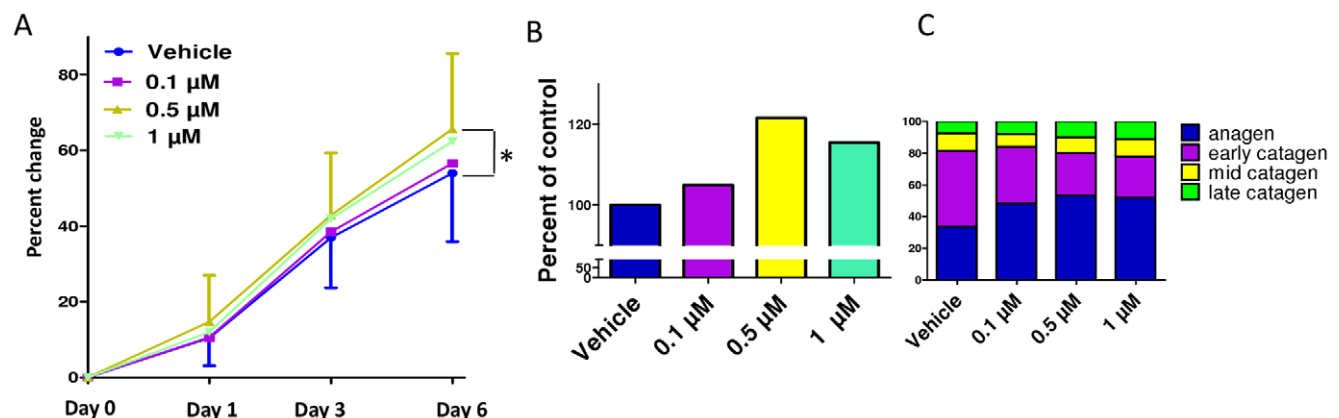 A
Vehicle
0.1 µM
0.5 µM
1 µM
Percent change
80
60
40
20
0
*
Day 0 Day 1 Day 3 Day 6
B
Percent of control
120
100
50
0
Vehicle 0.1 µM 0.5 µM 1 µM
C
100
80
60
40
20
0
Vehicle 0.1 µM 0.5 µM 1 µM
anagen
early catagen
mid catagen
late catagen